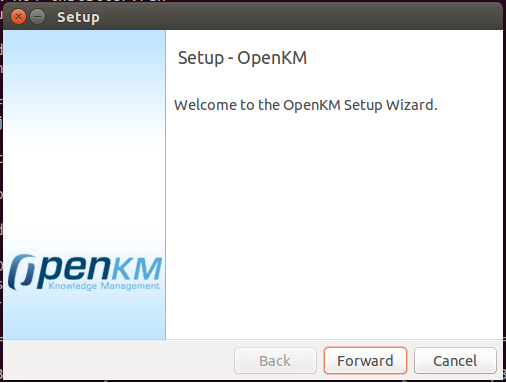 Setup
Setup - OpenKM
Welcome to the OpenKM Setup Wizard.
OpenKM
Knowledge Management
Back
Forward
Cancel